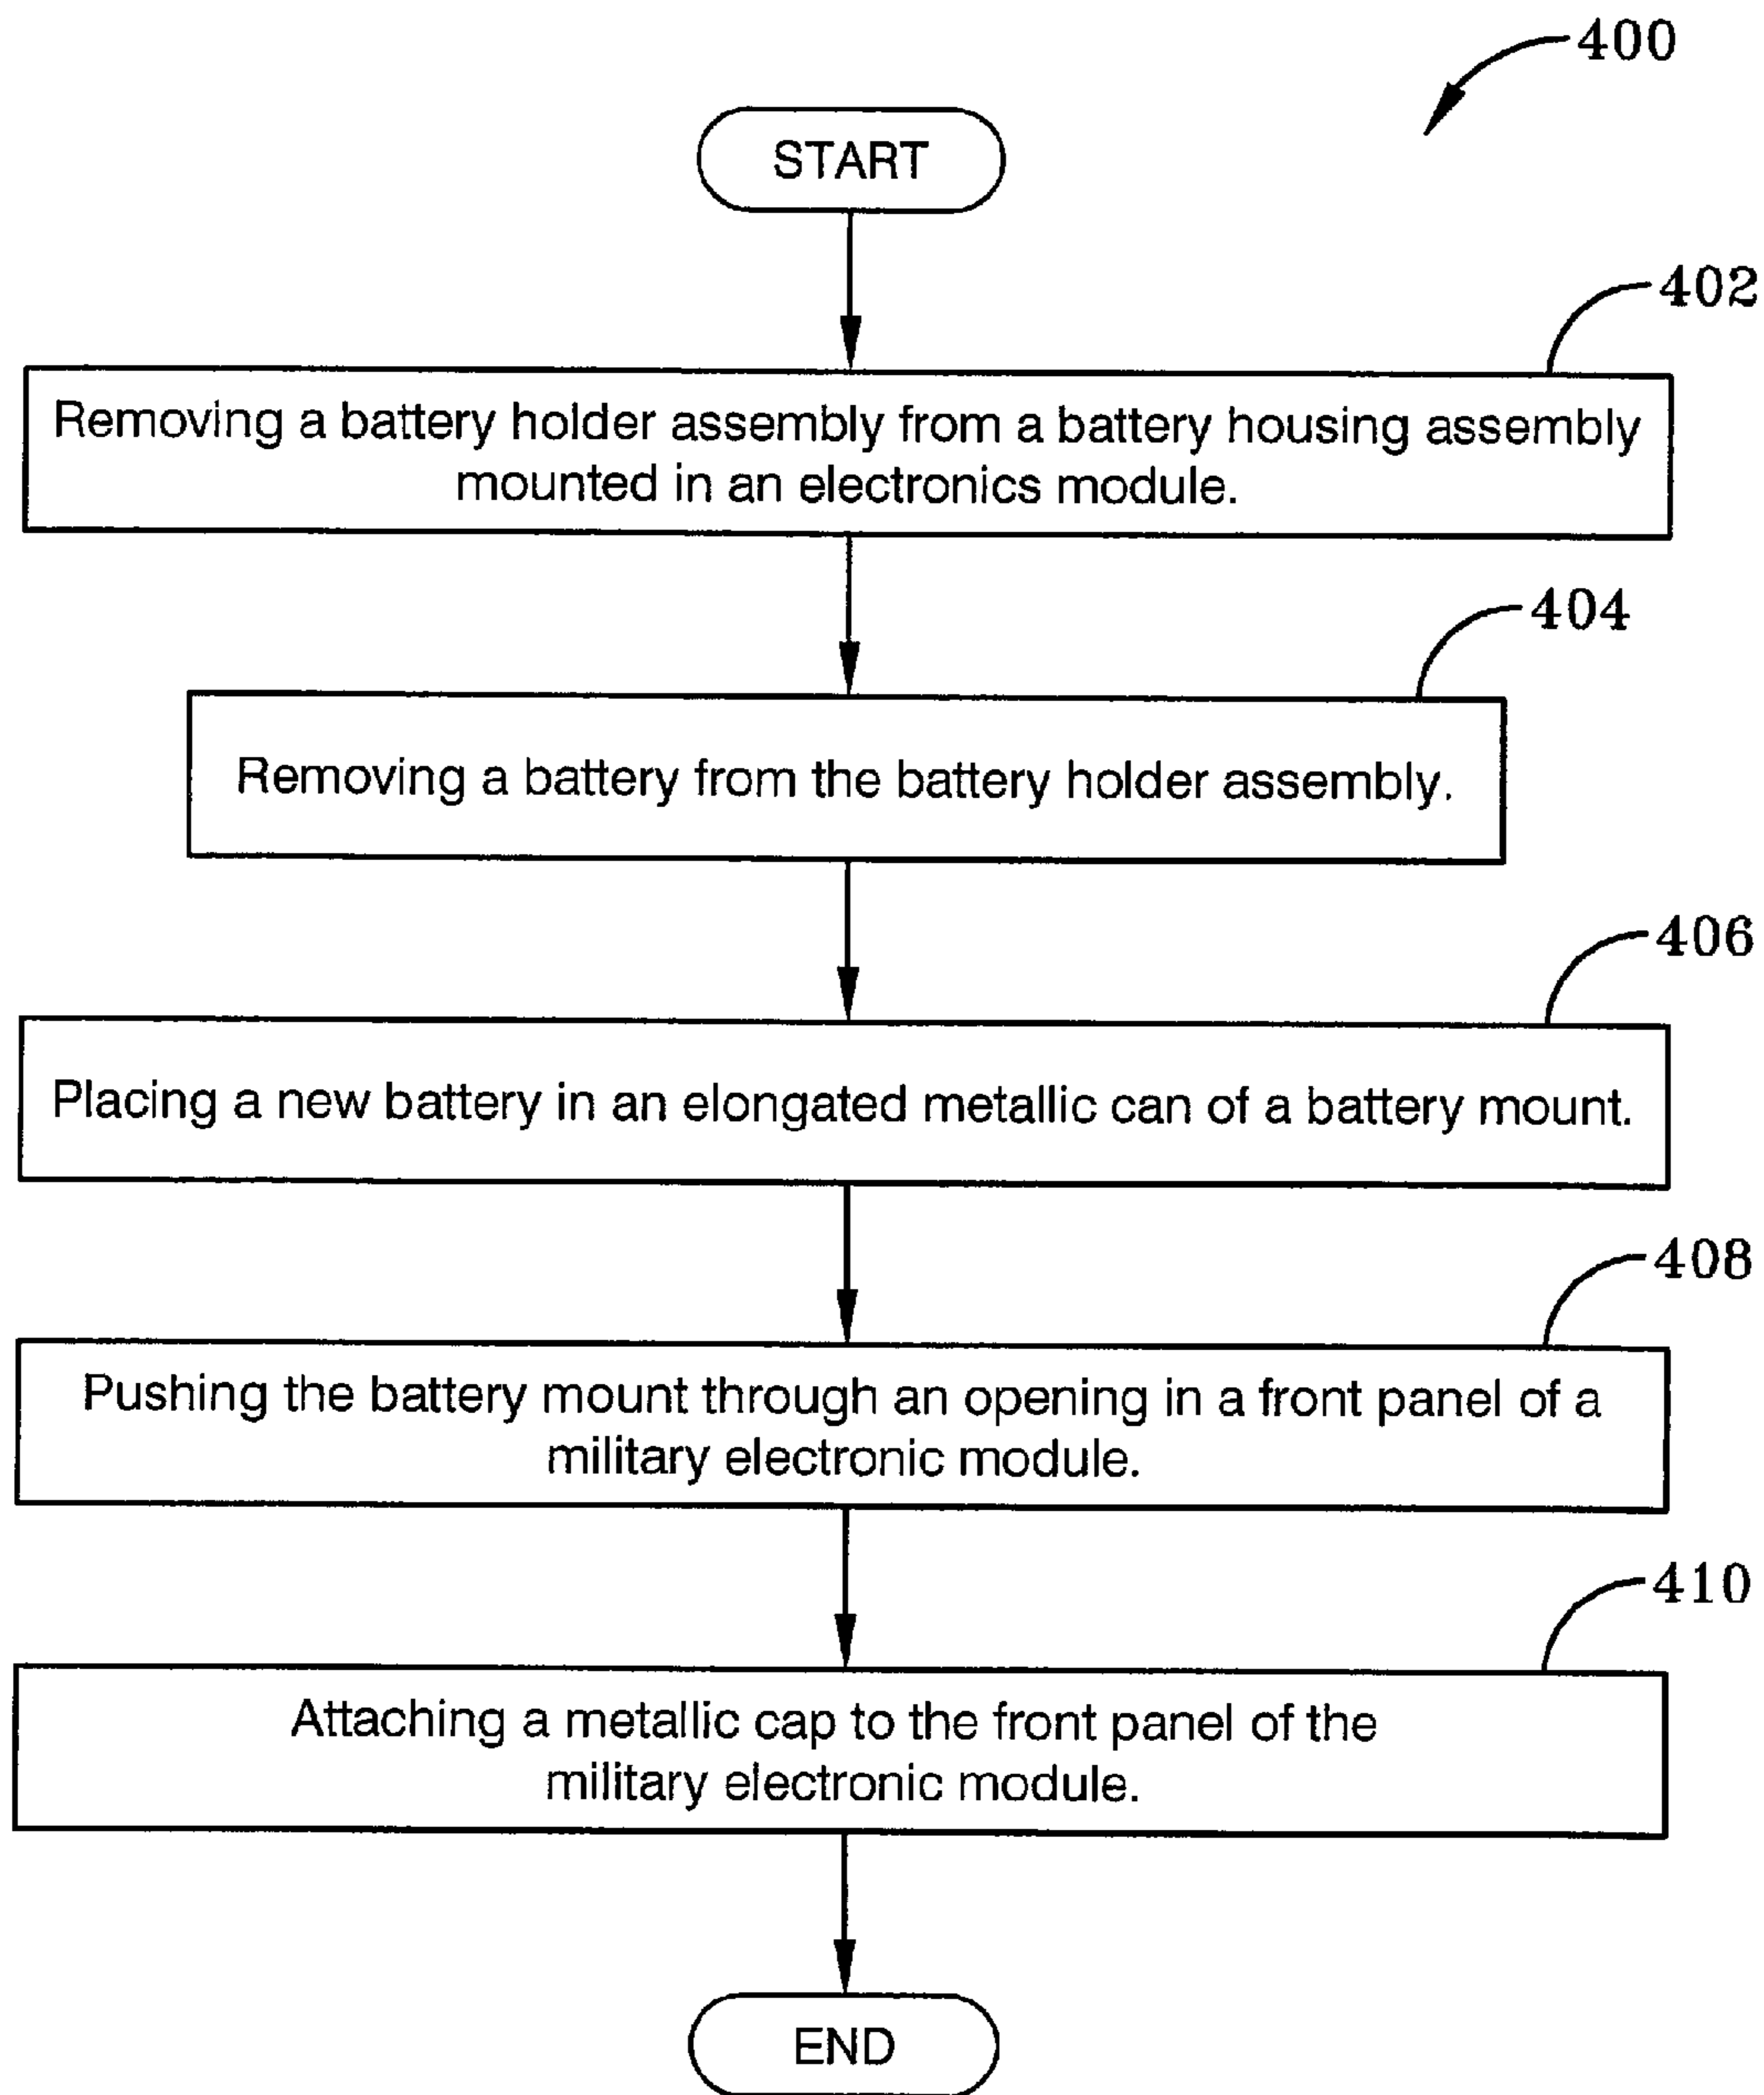 400
START
402
Removing a battery holder assembly from a battery housing assembly
mounted in an electronics module.
404
Removing a battery from the battery holder assembly.
406
Placing a new battery in an elongated metallic can of a battery mount.
408
Pushing the battery mount through an opening in a front panel of a
military electronic module.
410
Attaching a metallic cap to the front panel of the
military electronic module.
END